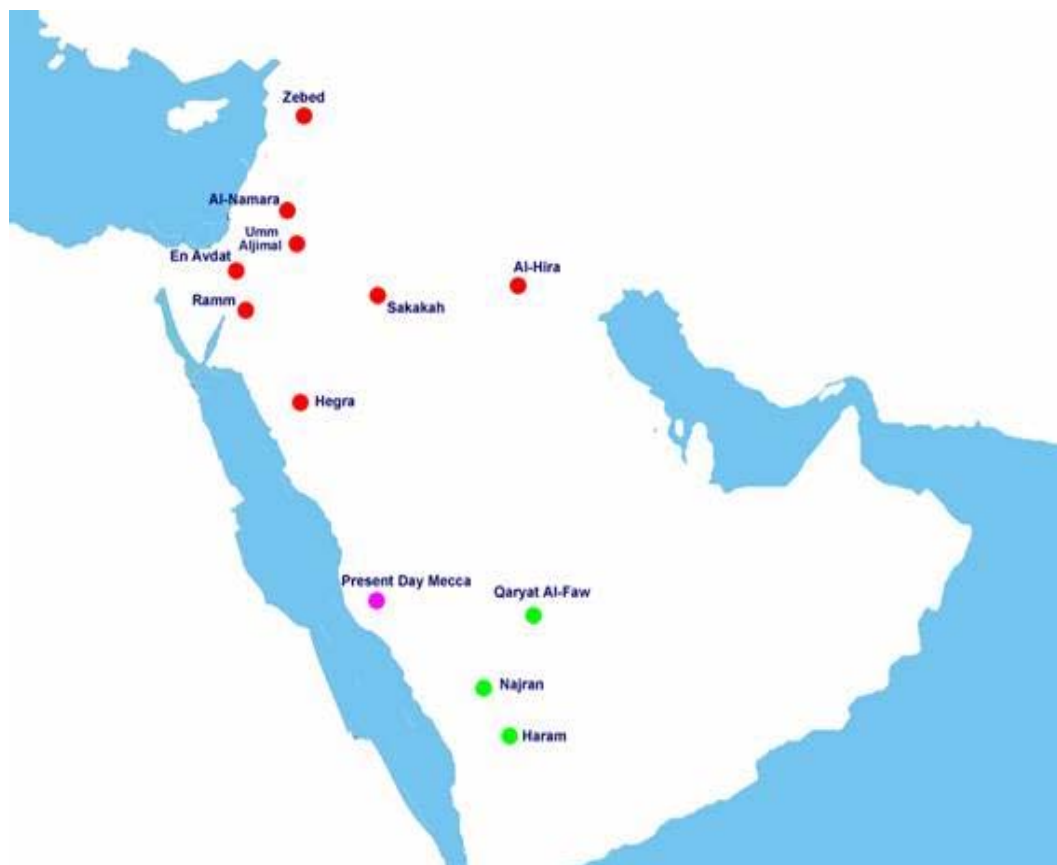 Zebed
Al-Namara
Umm
Aljimal
En Avdat
Al-Hira
Ramm
Sakakah
Hegra
Present Day Mecca
Qaryat Al-Faw
Najran
Haram